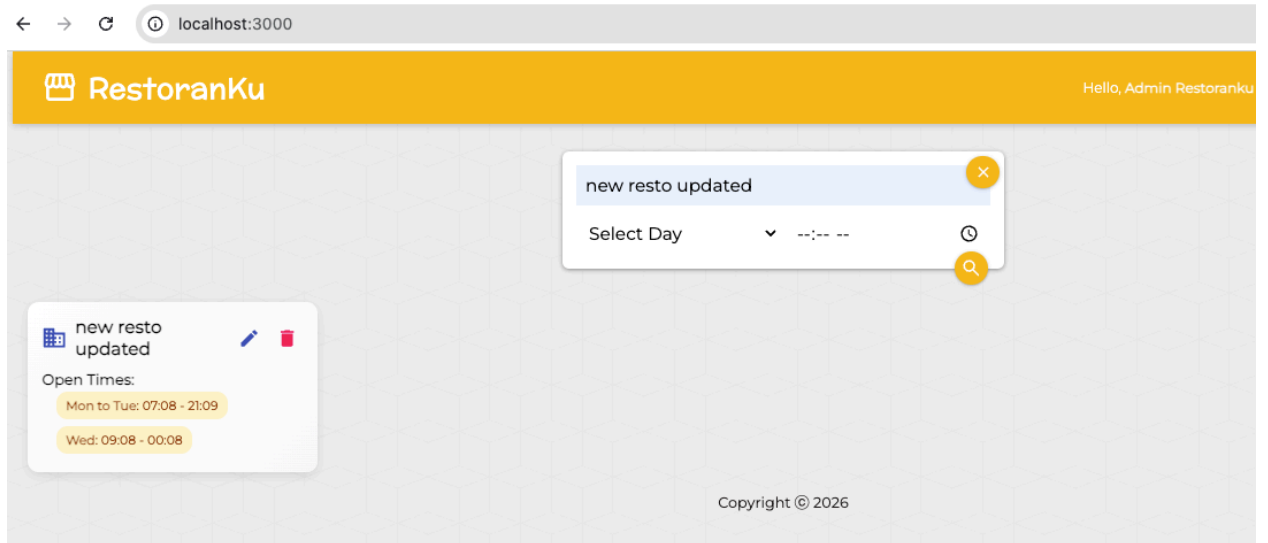 localhost:3000
RestoranKu
Hello, Admin Restoranku
new resto updated
Select Day
--:-- --
new resto
updated
Open Times:
Mon to Tue: 07:08 - 21:09
Wed: 09:08 - 00:08
Copyright © 2026